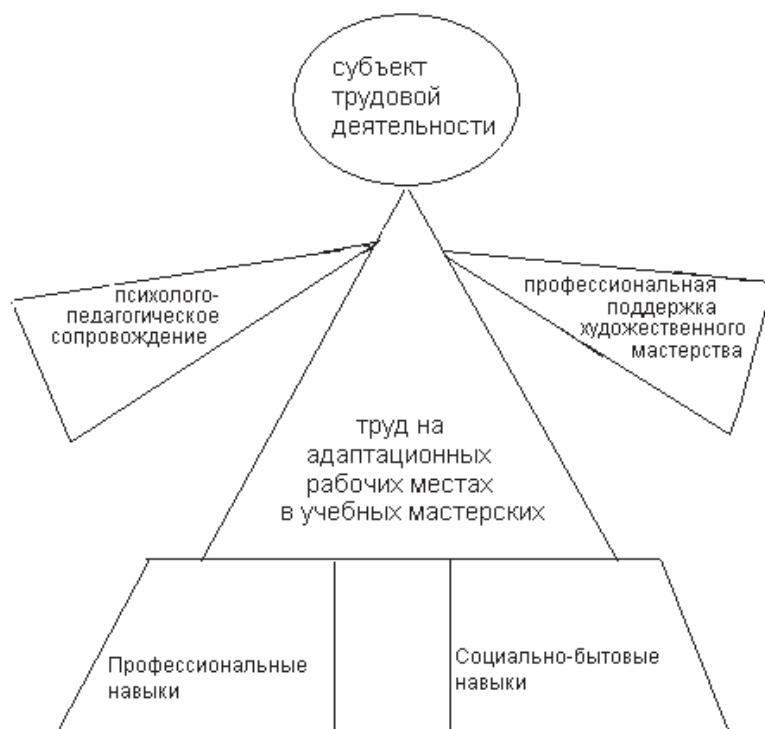 субъект
трудовой
деятельности
психолого-
педагогическое
сопровождение
профессиональная
поддержка
художественного
мастерства
труд на
адаптационных
рабочих местах
в учебных мастерских
Профессиональные
навыки
Социально-бытовые
навыки